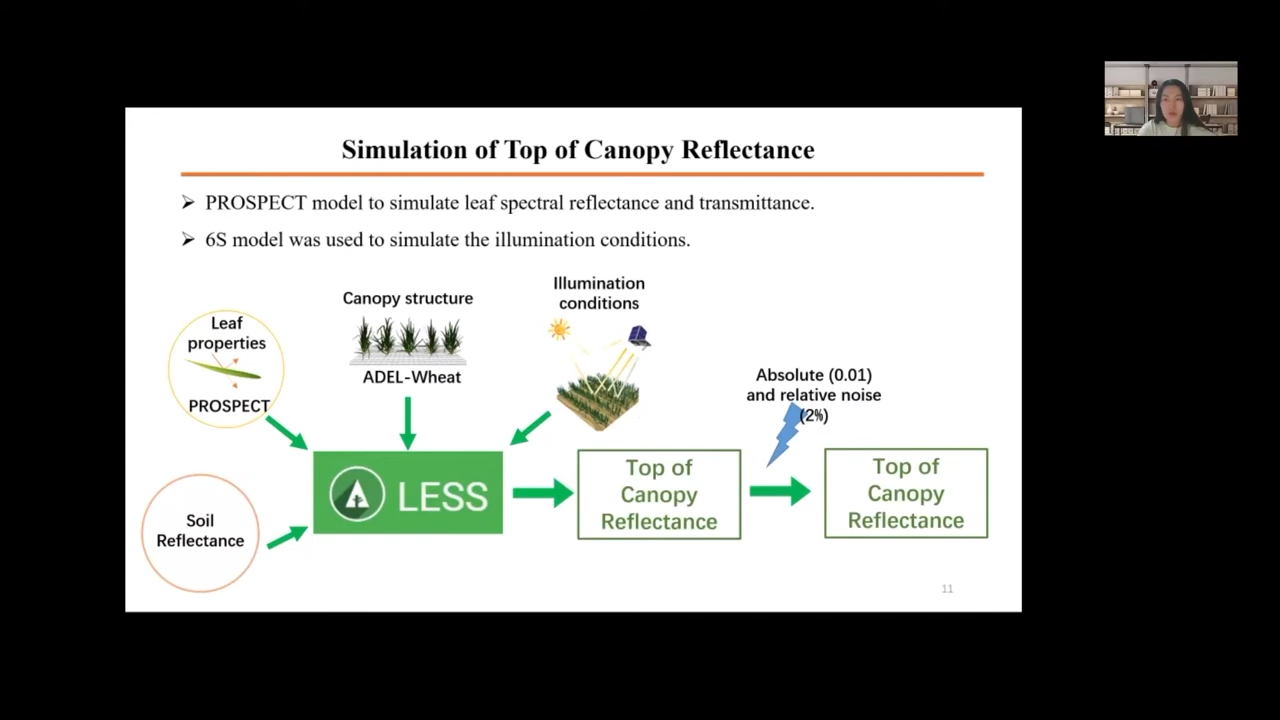 Simulation of Top of Canopy Reflectance
PROSPECT model to simulate leaf spectral reflectance and transmittance.
6S model was used to simulate the illumination conditions.
Leaf
properties
PROSPECT
Canopy structure
ADEL-Wheat
Illumination
conditions
Absolute (0.01)
and relative noise
(2%)
Soil
Reflectance
LESS
Top of
Canopy
Reflectance
Top of
Canopy
Reflectance
11